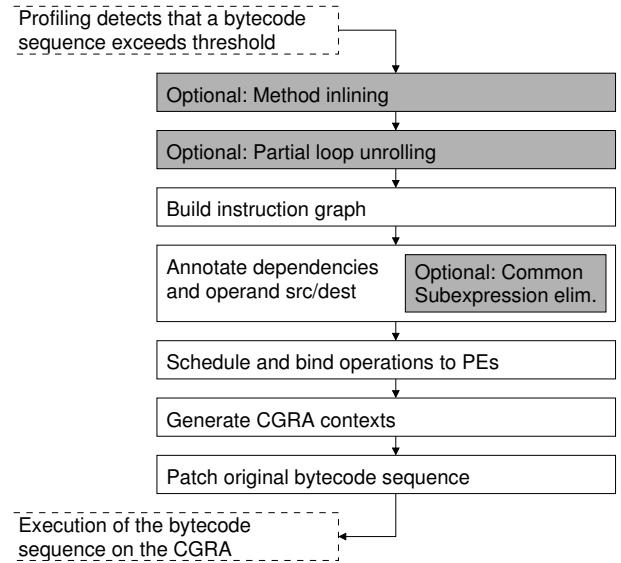 Profiling detects that a bytecode
sequence exceeds threshold
Optional: Method inlining
Optional: Partial loop unrolling
Build instruction graph
Annotate dependencies
and operand src/dest
Optional: Common
Subexpression elim.
Schedule and bind operations to PEs
Generate CGRA contexts
Patch original bytecode sequence
Execution of the bytecode
sequence on the CGRA